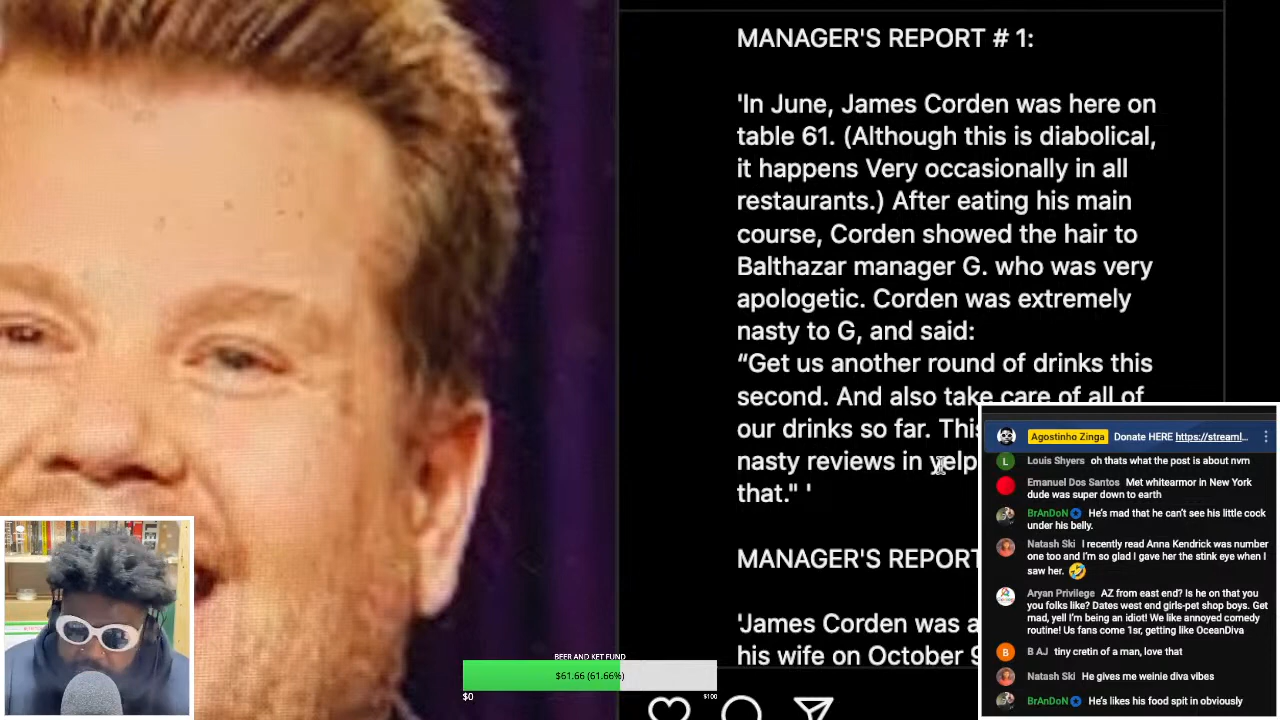 MANAGER'S REPORT # 1:
'In June, James Corden was here on
table 61. (Although this is diabolical,
it happens Very occasionally in all
restaurants.) After eating his main
course, Corden showed the hair to
Balthazar manager G. who was very
apologetic. Corden was extremely
nasty to G, and said:
“Get us another round of drinks this
second. And also take care of all of
our drinks so far. This
nasty reviews in yelp
that." '
MANAGER'S REPORT
'James Corden was a
his wife on October 9
Agostinho Zinga Donate HERE https://streaml...
Louis Shyers oh thats what the post is about nvm
Emanuel Dos Santos Met whitearmor in New York
dude was super down to earth
BrAnDoN He's mad that he can't see his little cock
under his belly.
Natash Ski I recently read Anna Kendrick was number
one too and I'm so glad I gave her the stink eye when I
saw her. 🤣
Aryan Privilege AZ from east end? Is he on that you
you folks like? Dates west end girls-pet shop boys. Get
mad, yell I'm being an idiot! We like annoyed comedy
routine! Us fans come 1sr, getting like OceanDiva
B AJ tiny cretin of a man, love that
Natash Ski He gives me weinie diva vibes
BrAnDoN He's likes his food spit in obviously
BEER AND KET FUND
$61.66 (61.66%)
$0 $100